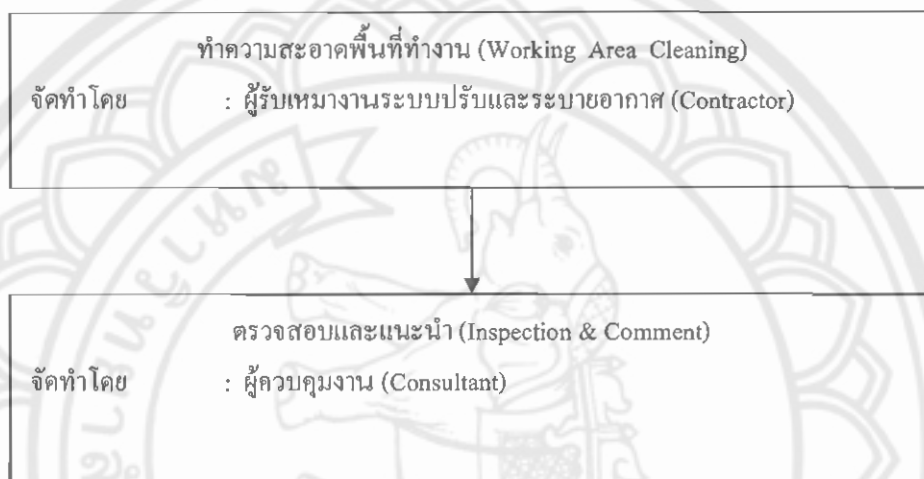 ทำความสะอาดพื้นที่ทำงาน (Working Area Cleaning)
จัดทำโดย : ผู้รับเหมางานระบบปรับและระบายอากาศ (Contractor)
ตรวจสอบและแนะนำ (Inspection & Comment)
จัดทำโดย : ผู้ควบคุมงาน (Consultant)